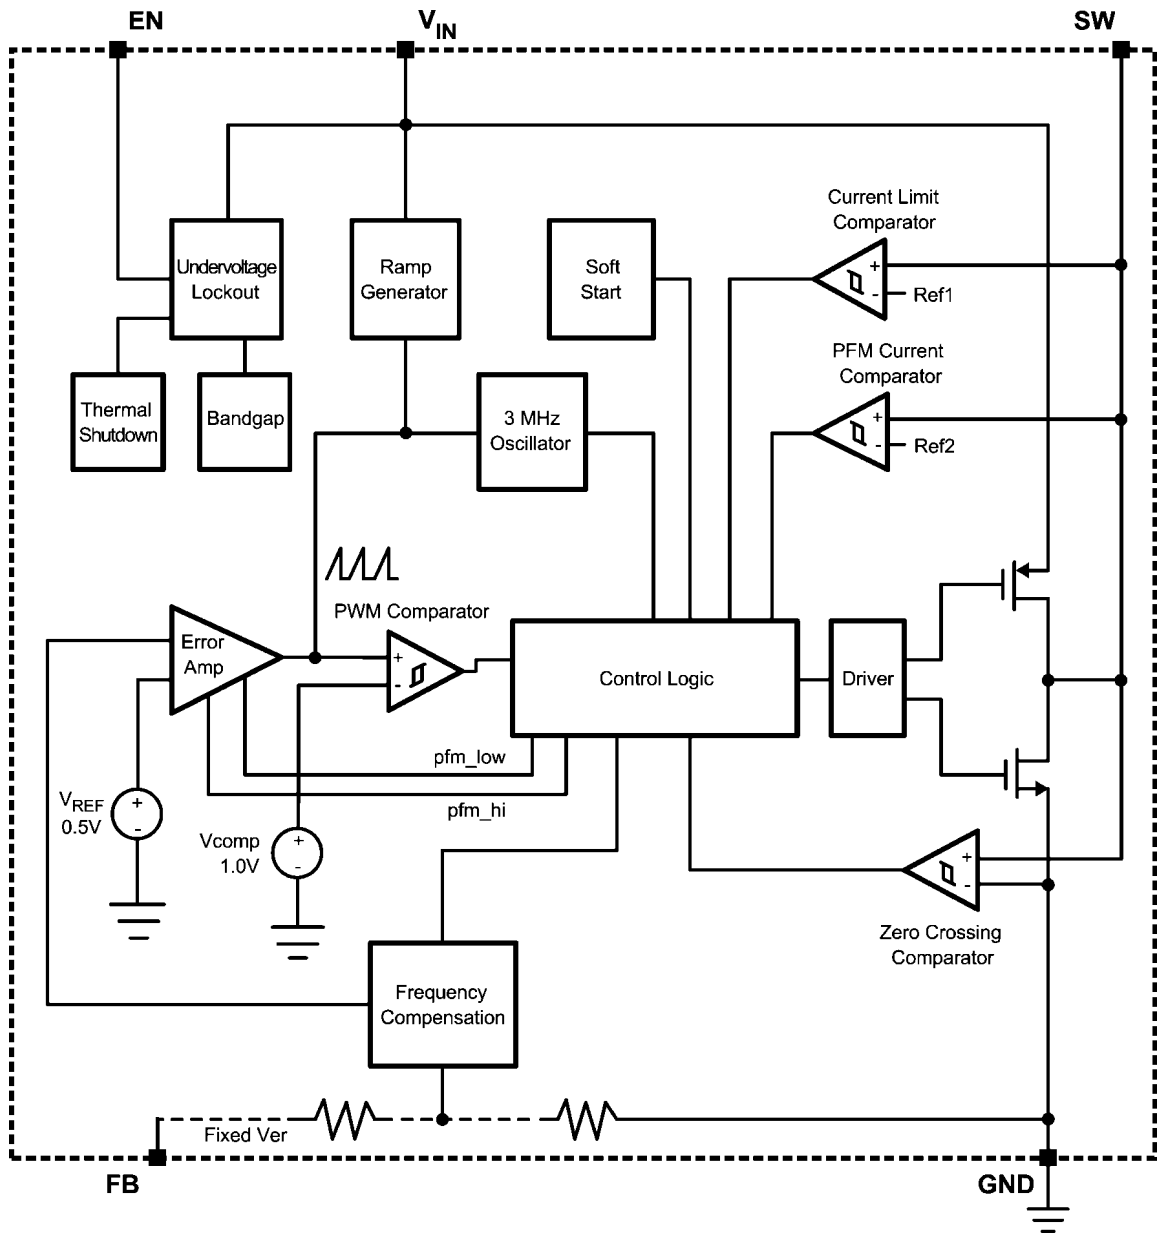 EN
VIN
SW
Undervoltage
Lockout
Ramp
Generator
Soft
Start
Current Limit
Comparator
+
-
Ref1
PFM Current
Comparator
+
-
Ref2
Thermal
Shutdown
Bandgap
3 MHz
Oscillator
PWM Comparator
+
-
Error
Amp
Control Logic
Driver
pfm_low
pfm_hi
VREF
0.5V
+
-
Vcomp
1.0V
+
-
+
-
Zero Crossing
Comparator
Frequency
Compensation
Fixed Ver
FB
GND